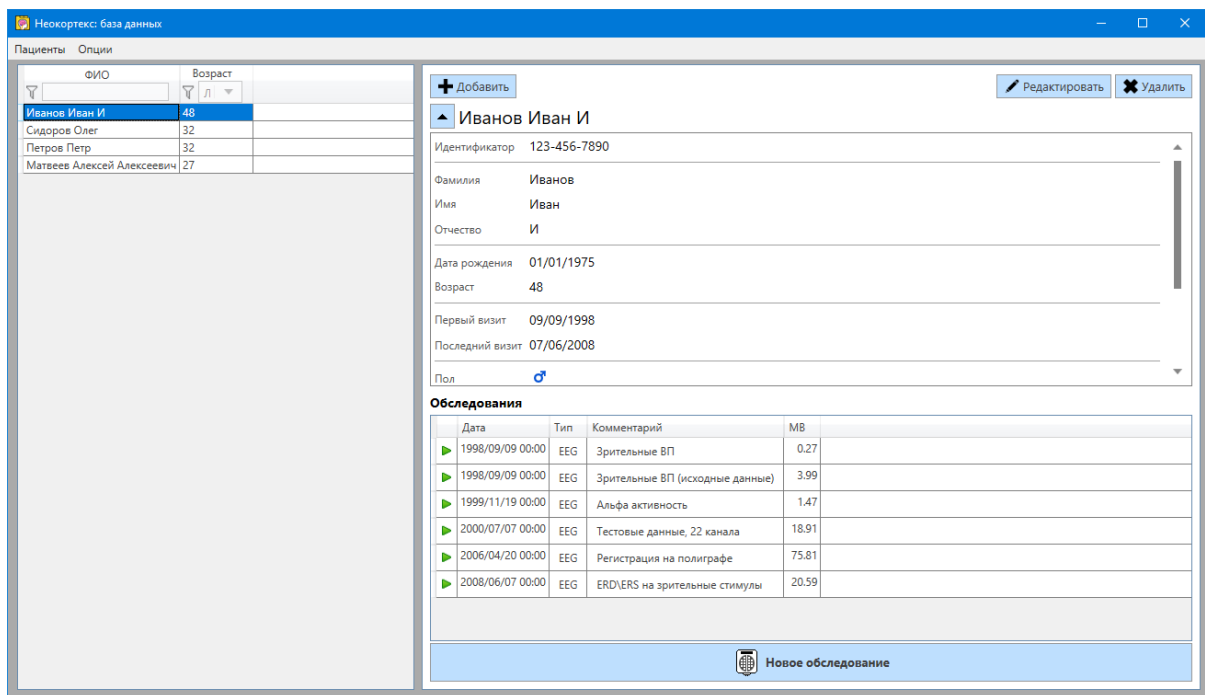 Неокортекс: база данных
Пациенты Опции
ФИО Возраст
Л
Иванов Иван И 48
Сидоров Олег 32
Петров Петр 32
Матвеев Алексей Алексеевич 27
Добавить Редактировать Удалить
Иванов Иван И
Идентификатор 123-456-7890
Фамилия Иванов
Имя Иван
Отчество И
Дата рождения 01/01/1975
Возраст 48
Первый визит 09/09/1998
Последний визит 07/06/2008
Пол
Обследования
Дата Тип Комментарий MB
1998/09/09 00:00 EEG Зрительные ВП 0.27
1998/09/09 00:00 EEG Зрительные ВП (исходные данные) 3.99
1999/11/19 00:00 EEG Альфа активность 1.47
2000/07/07 00:00 EEG Тестовые данные, 22 канала 18.91
2006/04/20 00:00 EEG Регистрация на полиграфе 75.81
2008/06/07 00:00 EEG ERD\ERS на зрительные стимулы 20.59
Новое обследование